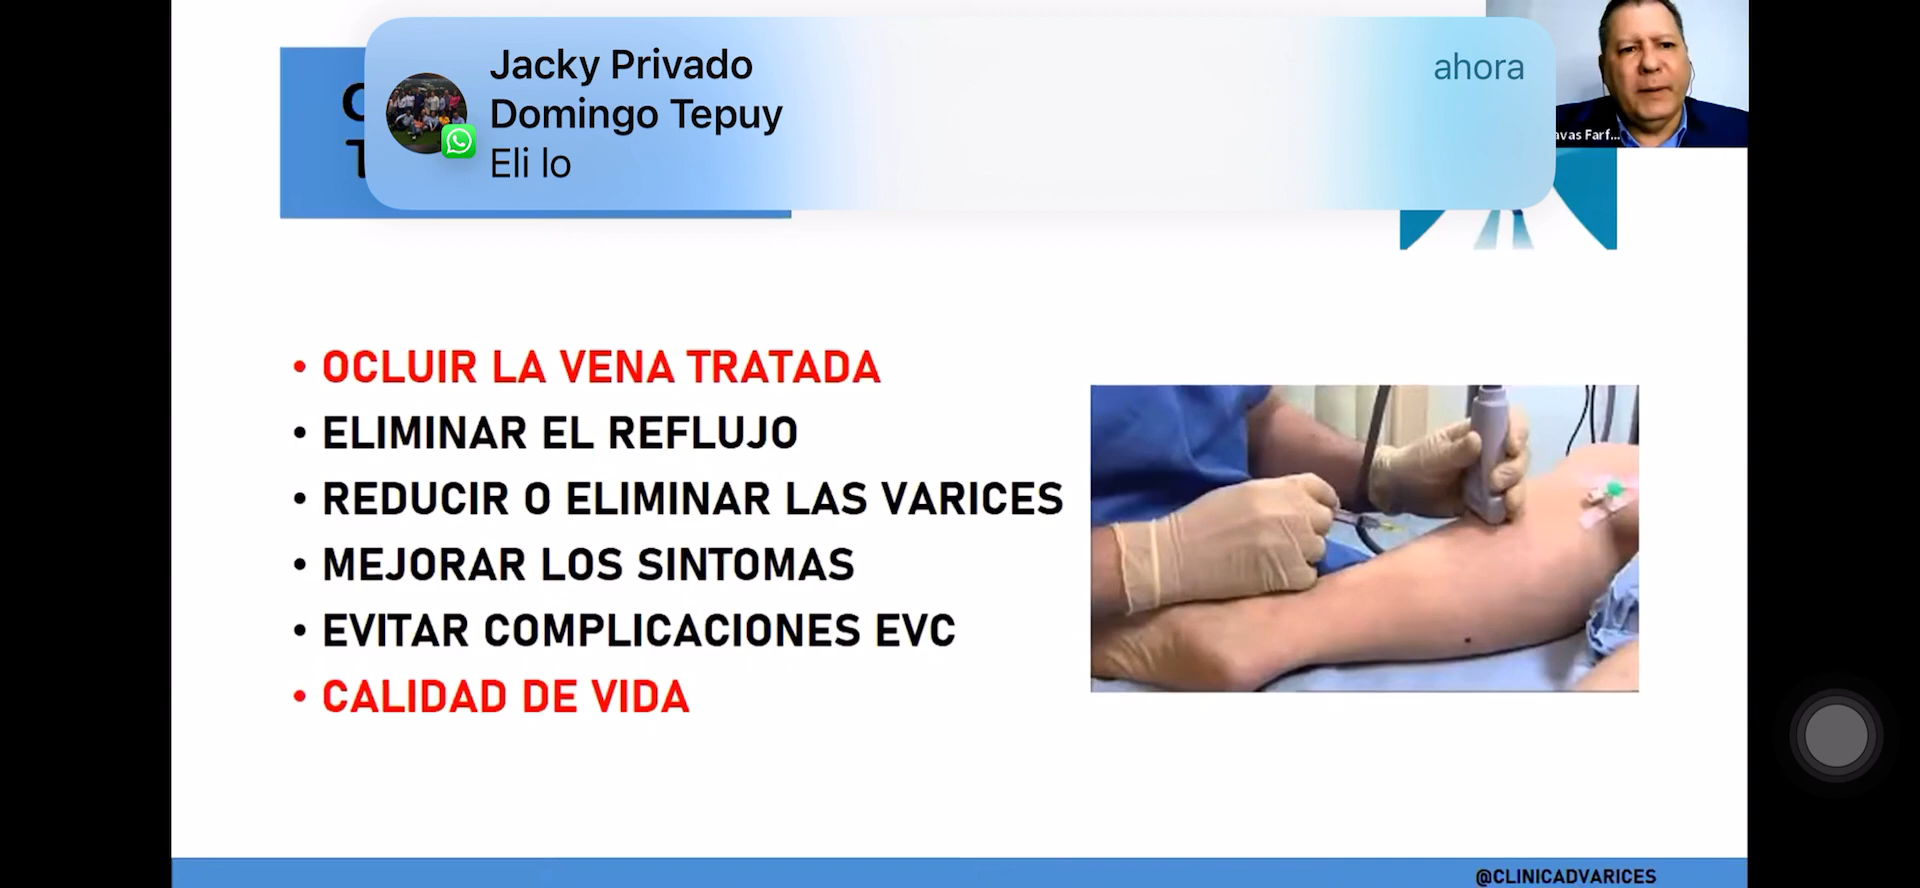 Jacky Privado
ahora
Domingo Tepuy
Eli lo
• OCLUIR LA VENA TRATADA
• ELIMINAR EL REFLUJO
• REDUCIR O ELIMINAR LAS VARICES
• MEJORAR LOS SINTOMAS
• EVITAR COMPLICACIONES EVC
• CALIDAD DE VIDA
@CLINICADVARICES